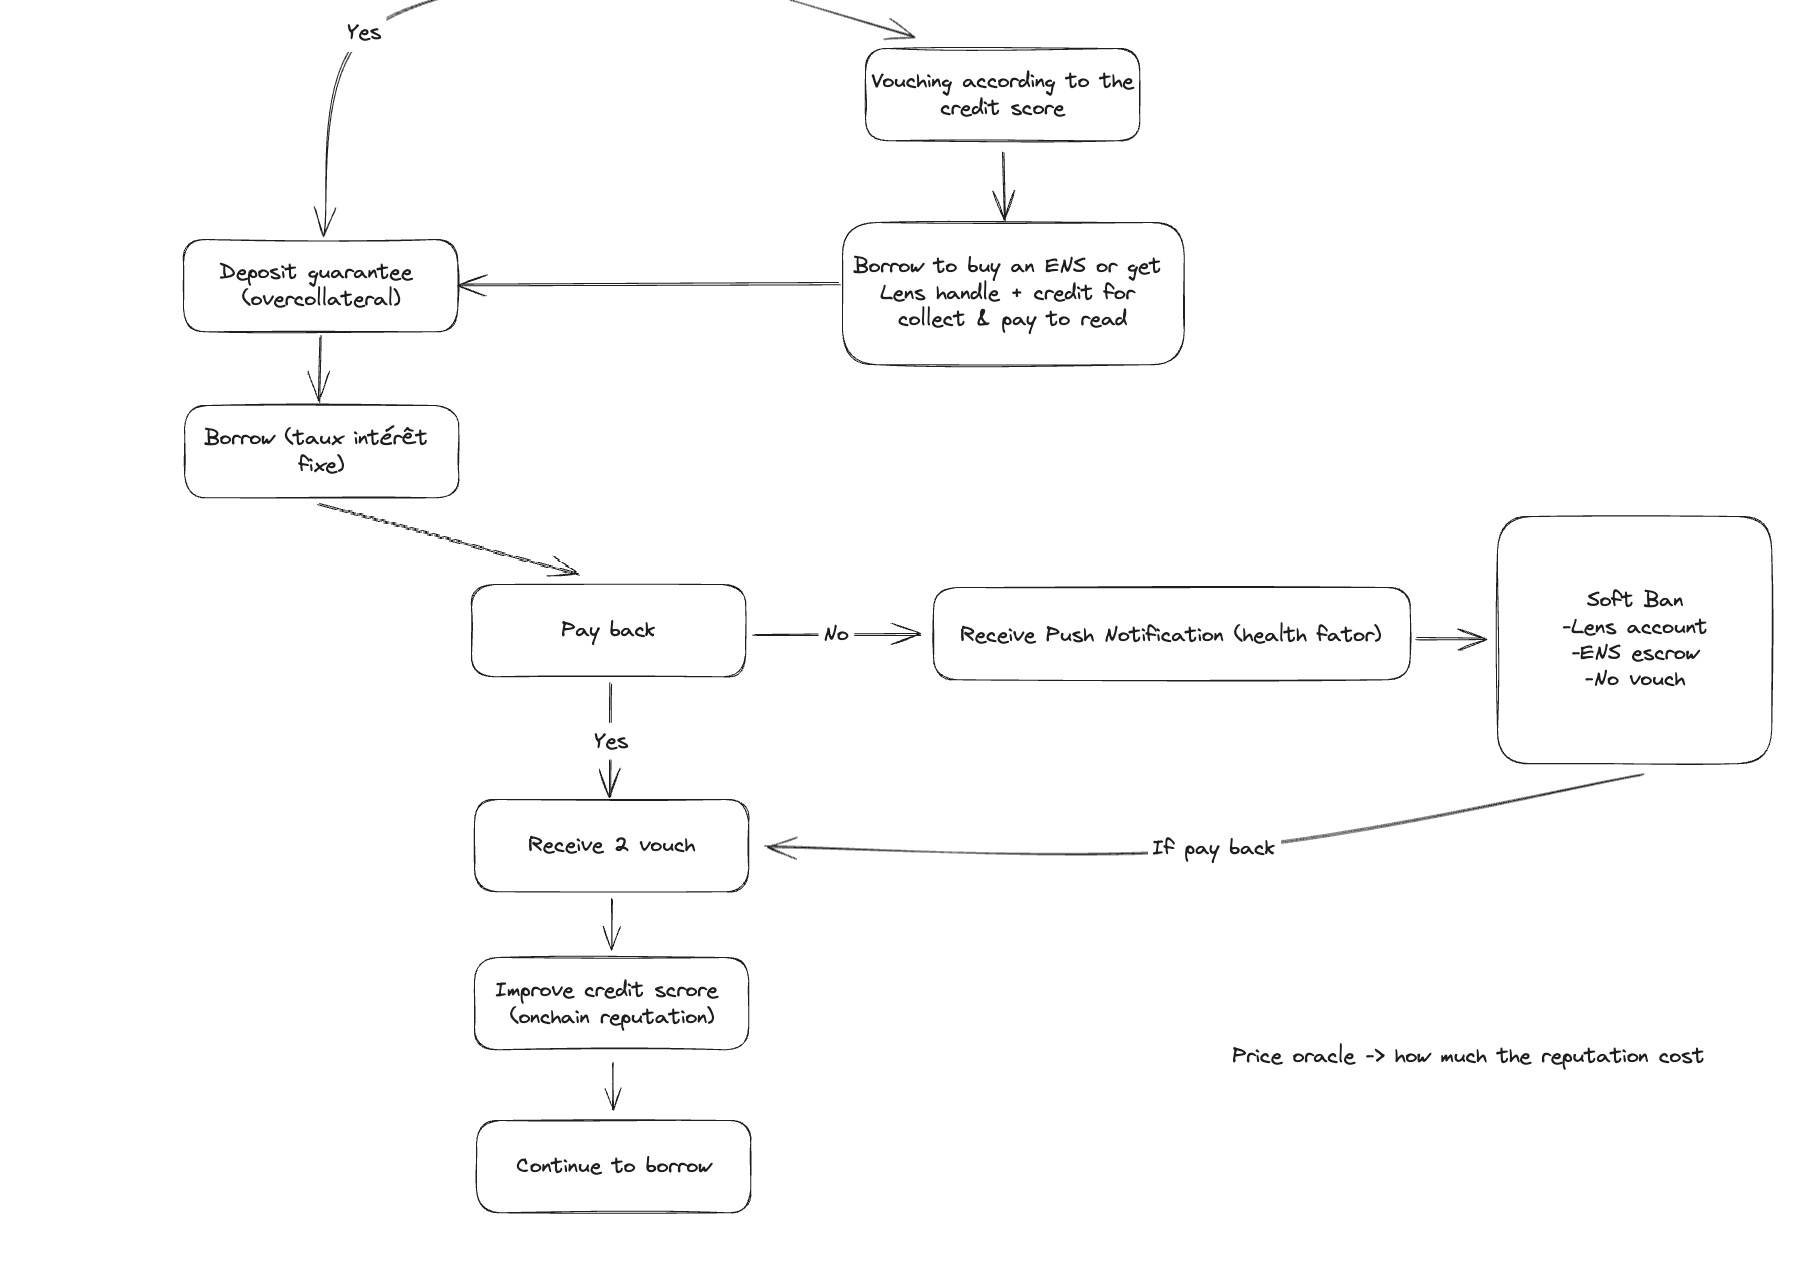 Yes
Vouching according to the
credit score
Deposit guarantee
(overcollateral)
Borrow to buy an ENS or get
Lens handle + credit for
collect & pay to read
Borrow (taux intérêt
fixe)
Pay back
No
Receive Push Notification (health fator)
Soft Ban
-Lens account
-ENS escrow
-No vouch
Yes
Receive 2 vouch
If pay back
Improve credit scrore
(onchain reputation)
Price oracle -> how much the reputation cost
Continue to borrow